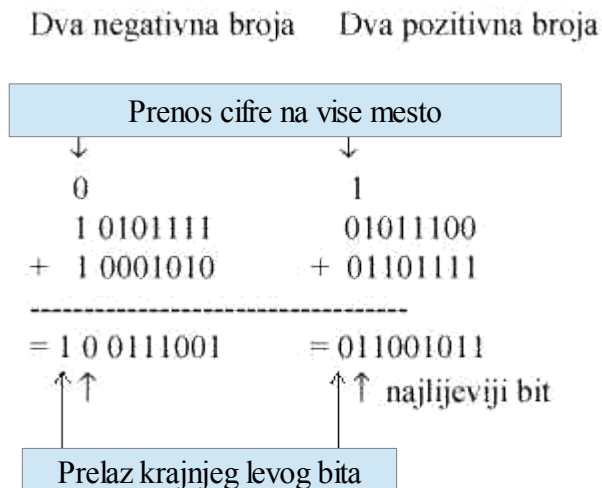 Dva negativna broja Dva pozitivna broja
Prenos cifre na vise mesto
↓ ↓
0 1
1 0101111 01011100
+ 1 0001010 + 01101111
-----------------------------------
= 1 0 0111001 = 011001011
↑ ↑ ↑ ↑ najlijeviji bit
Prelaz krajnjeg levog bita